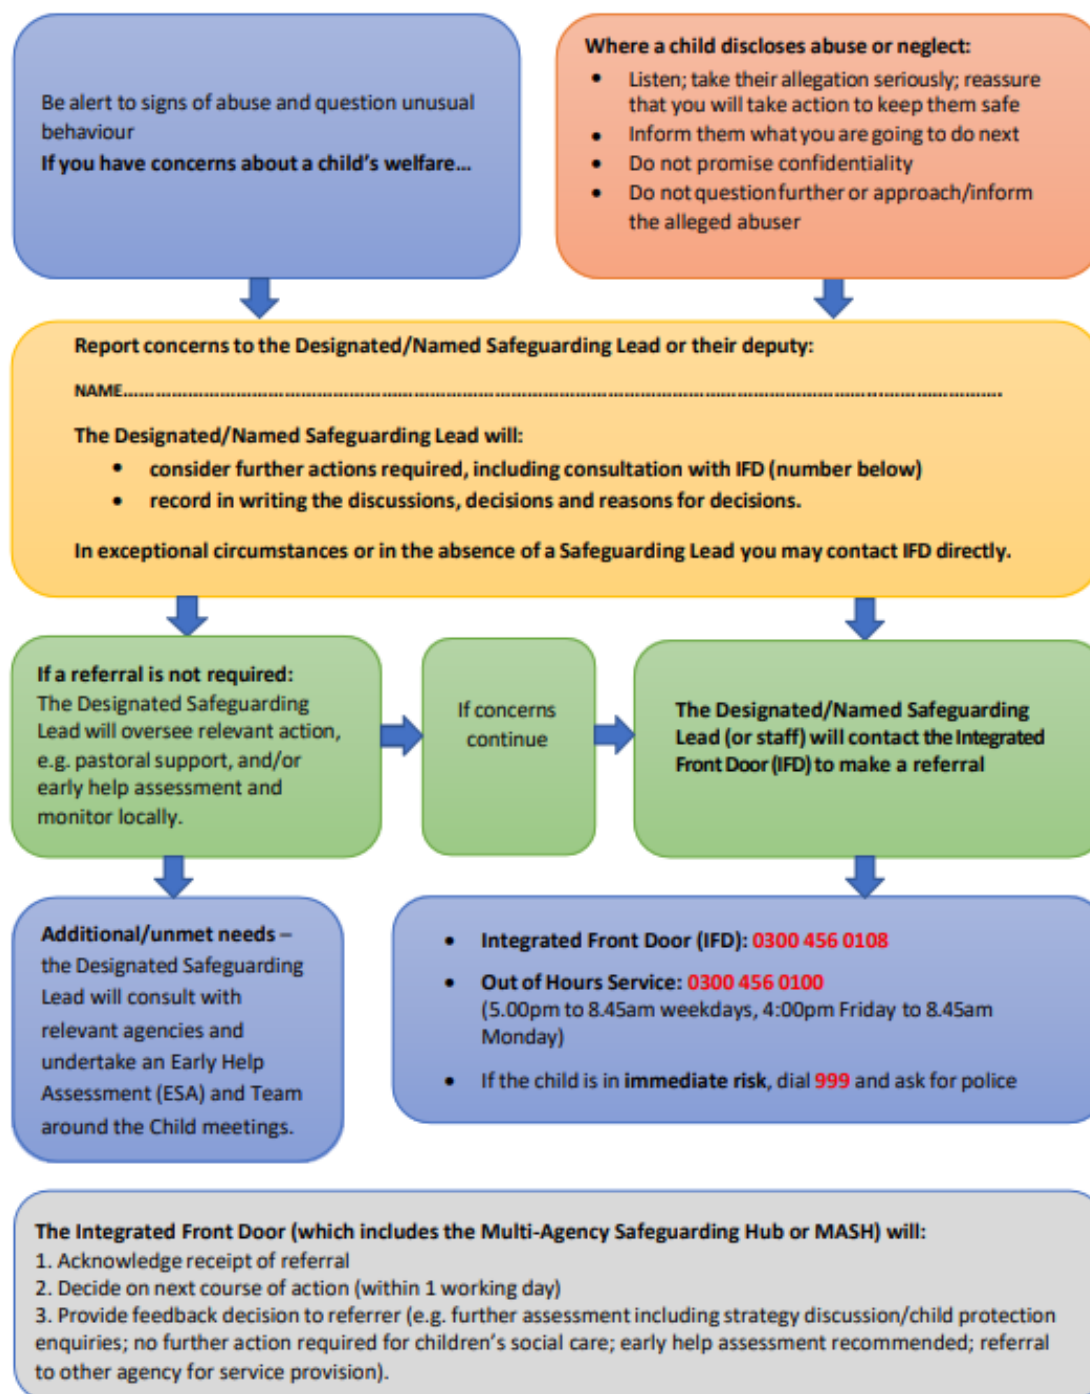 Be alert to signs of abuse and question unusual
behaviour
If you have concerns about a child's welfare...
Where a child discloses abuse or neglect:
• Listen; take their allegation seriously; reassure
that you will take action to keep them safe
• Inform them what you are going to do next
• Do not promise confidentiality
• Do not question further or approach/inform
the alleged abuser
Report concerns to the Designated/Named Safeguarding Lead or their deputy:
NAME..............................................................................................................................
The Designated/Named Safeguarding Lead will:
• consider further actions required, including consultation with IFD (number below)
• record in writing the discussions, decisions and reasons for decisions.
In exceptional circumstances or in the absence of a Safeguarding Lead you may contact IFD directly.
If a referral is not required:
The Designated Safeguarding
Lead will oversee relevant action,
e.g. pastoral support, and/or
early help assessment and
monitor locally.
If concerns
continue
The Designated/Named Safeguarding
Lead (or staff) will contact the Integrated
Front Door (IFD) to make a referral
Additional/unmet needs –
the Designated Safeguarding
Lead will consult with
relevant agencies and
undertake an Early Help
Assessment (ESA) and Team
around the Child meetings.
• Integrated Front Door (IFD): 0300 456 0108
• Out of Hours Service: 0300 456 0100
(5.00pm to 8.45am weekdays, 4:00pm Friday to 8.45am
Monday)
• If the child is in immediate risk, dial 999 and ask for police
The Integrated Front Door (which includes the Multi-Agency Safeguarding Hub or MASH) will:
1. Acknowledge receipt of referral
2. Decide on next course of action (within 1 working day)
3. Provide feedback decision to referrer (e.g. further assessment including strategy discussion/child protection
enquiries; no further action required for children's social care; early help assessment recommended; referral
to other agency for service provision).